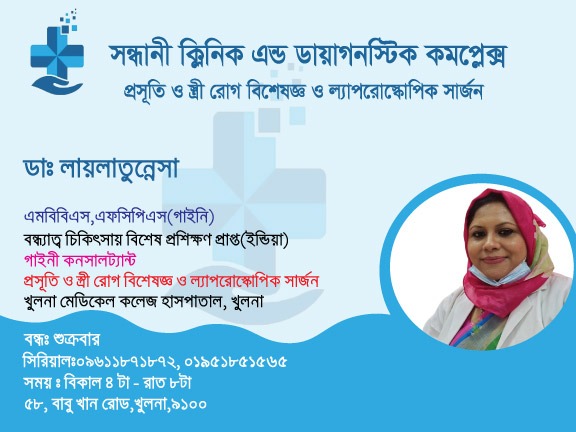 সন্ধানী ক্লিনিক এন্ড ডায়াগনস্টিক কমপ্লেক্স
প্রসূতি ও স্ত্রী রোগ বিশেষজ্ঞ ও ল্যাপরোস্কোপিক সার্জন
ডাঃ লায়লাতুন্নেসা
এমবিবিএস,এফসিপিএস(গাইনি)
বন্ধ্যাত্ব চিকিৎসায় বিশেষ প্রশিক্ষণ প্রাপ্ত(ইন্ডিয়া)
গাইনী কনসালট্যান্ট
প্রসূতি ও স্ত্রী রোগ বিশেষজ্ঞ ও ল্যাপরোস্কোপিক সার্জন
খুলনা মেডিকেল কলেজ হাসপাতাল, খুলনা
বন্ধঃ শুক্রবার
সিরিয়ালঃ০৯৬১১৮৭১৮৭২, ০১৯৫১৮৫১৫৬৫
সময় ঃ বিকাল ৪ টা - রাত ৮টা
৫৮, বাবু খান রোড,খুলনা,৯১০০